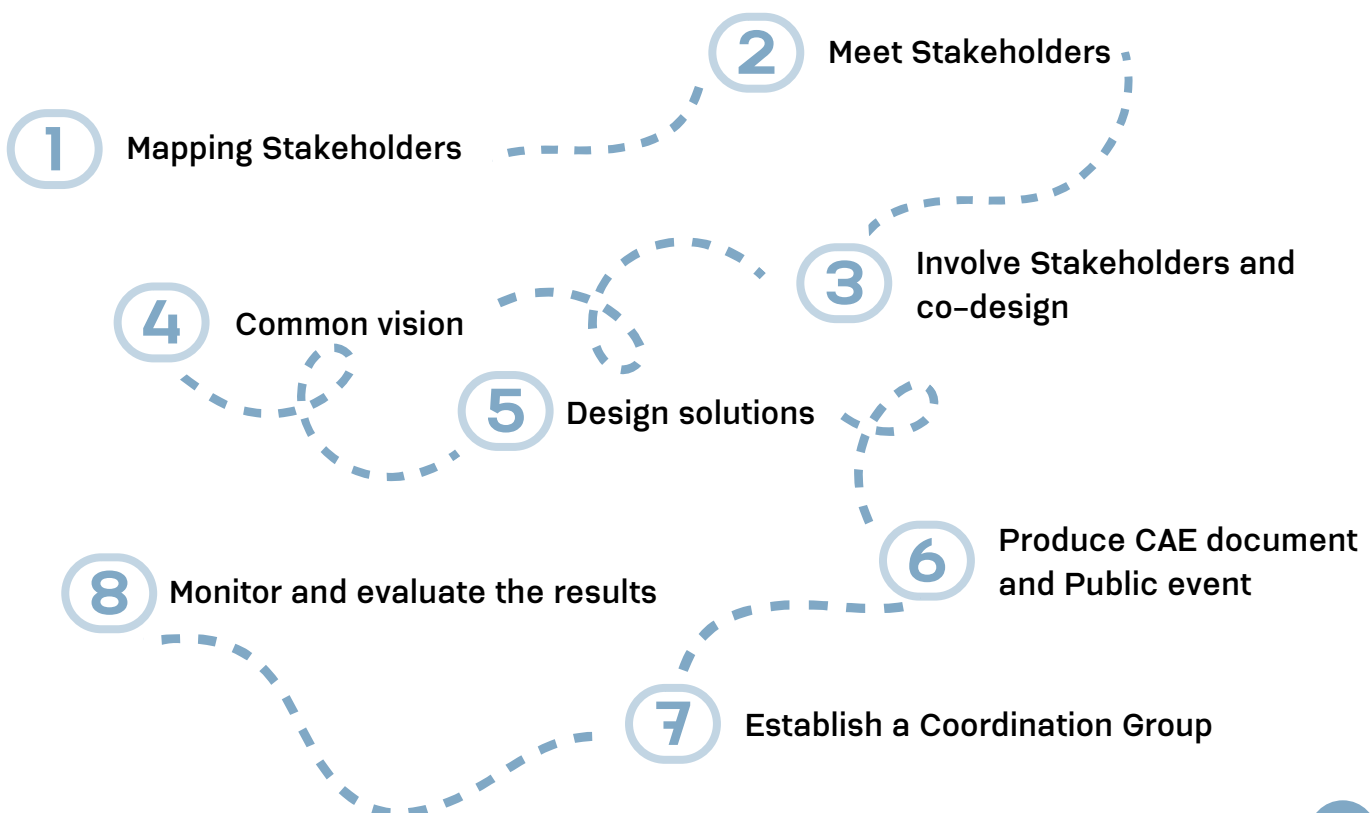 1
Mapping Stakeholders
2
Meet Stakeholders
3
Involve Stakeholders and
co-design
4
Common vision
5
Design solutions
6
Produce CAE document
and Public event
7
Establish a Coordination Group
8
Monitor and evaluate the results